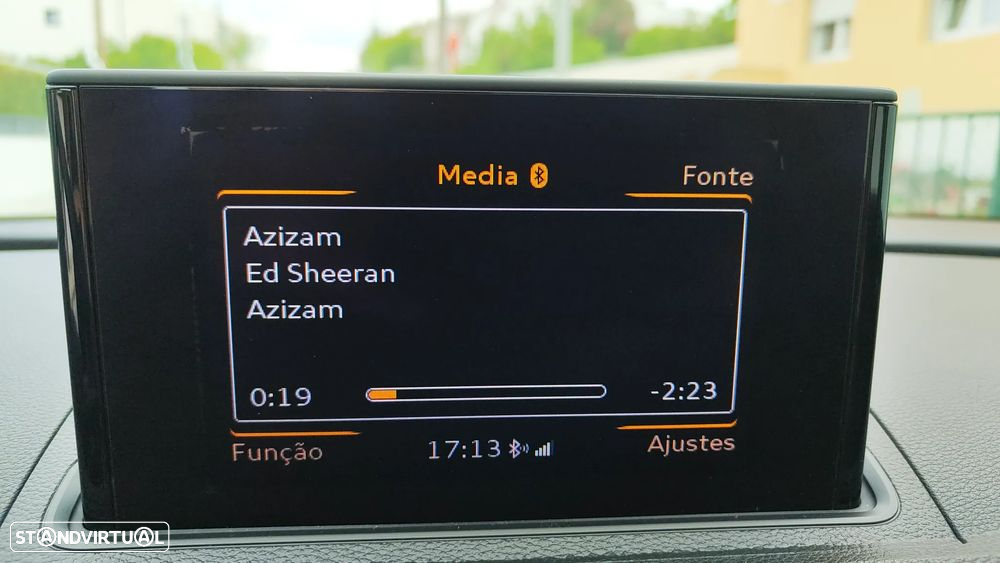 Media
Fonte
Azizam
Ed Sheeran
Azizam
0:19
-2:23
Função
17:13
Ajustes
STANDVIRTUAL